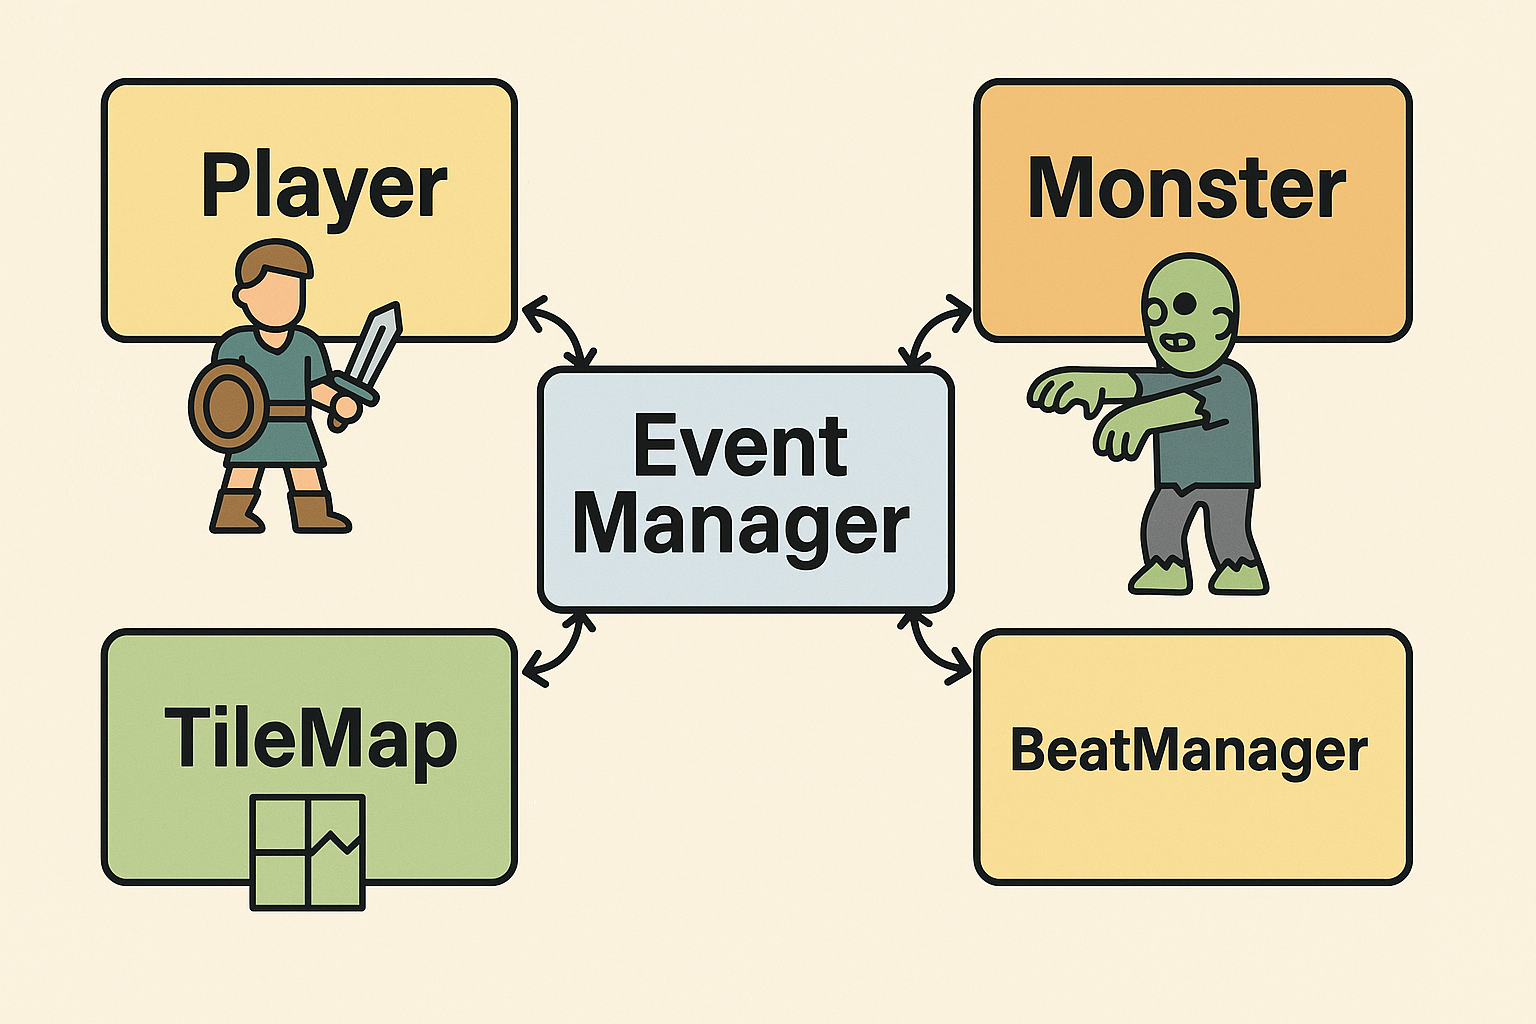 Player
Monster
Event
Manager
TileMap
BeatManager